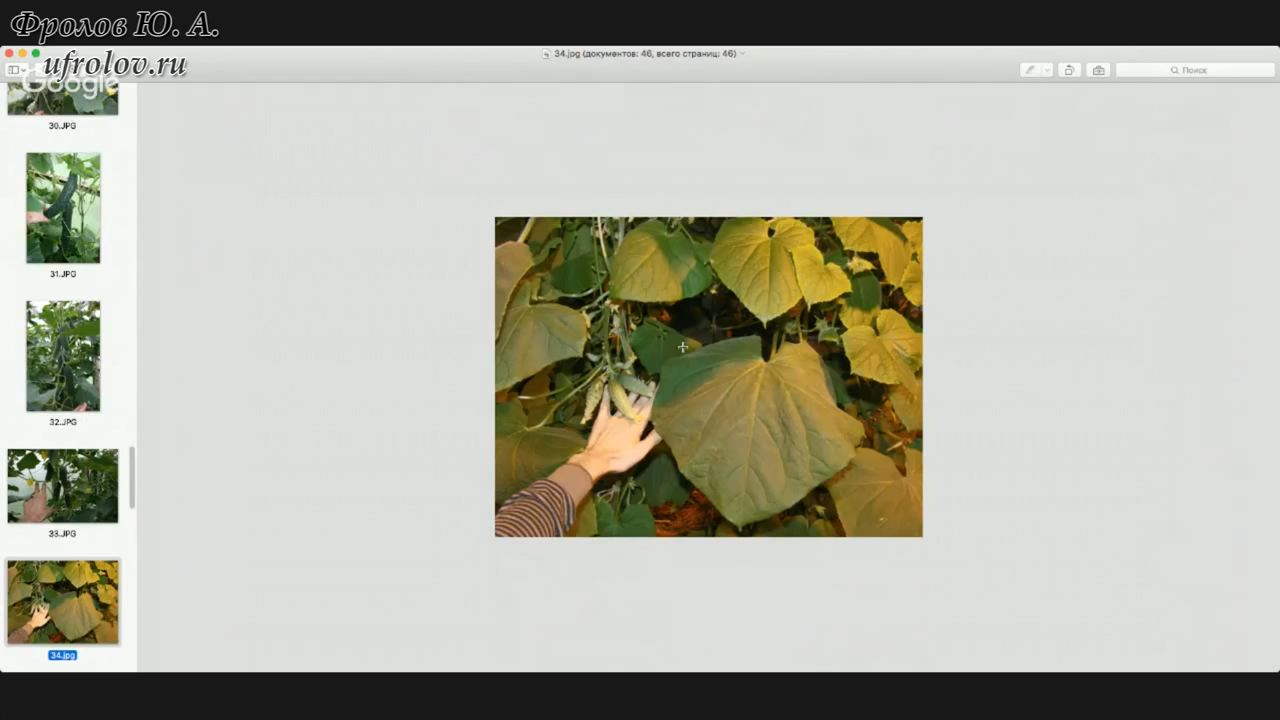 Фролов Ю. А.
ufrolov.ru
Google
34.jpg (документов: 46, всего страниц: 46)
Поиск
30.JPG
31.JPG
32.JPG
33.JPG
34.jpg